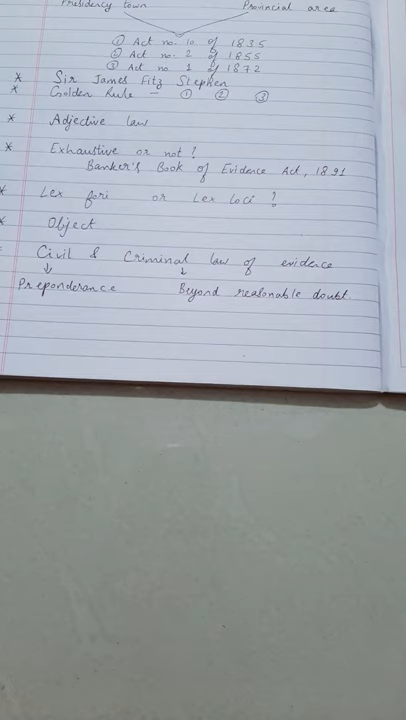 Presidency town Provincial area
① Act no. 10 of 1835
② Act no. 2 of 1855
③ Act no 1 of 1872
* Sir James Fitz Stephen
* Golden Rule - ① ② ③
* Adjective law
* Exhaustive or not?
Banker's Book of Evidence Act, 1891
* Lex fori or Lex loci ?
* Object
Civil & Criminal law of evidence
↓ ↓
Preponderance Beyond reasonable doubt